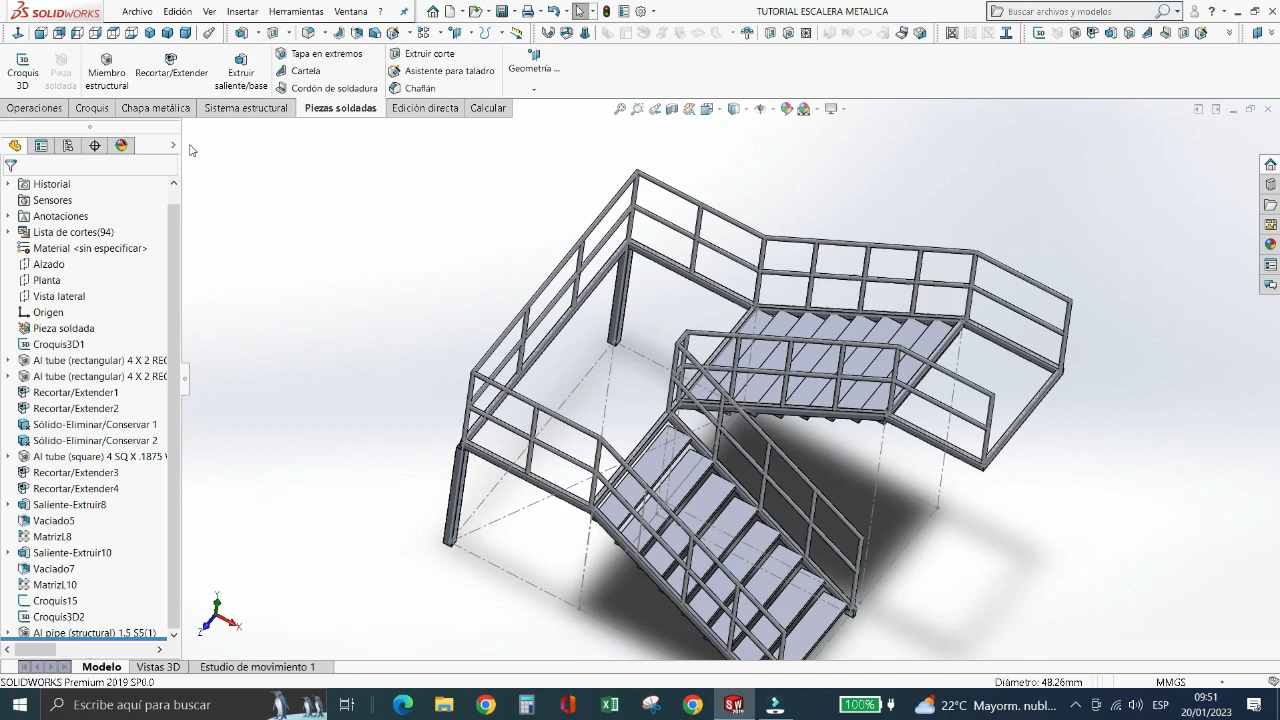 SOLIDWORKS Archivo Edición Ver Insertar Herramientas Ventana ? TUTORIAL ESCALERA METALICA Buscar archivos y modelos ?
Croquis 3D
Pieza soldada
Miembro estructural
Recortar/Extender
Extruir saliente/base
Tapa en extremos
Cartela
Cordón de soldadura
Extruir corte
Asistente para taladro
Chaflán
Geometría ...
Operaciones Croquis Chapa metálica Sistema estructural Piezas soldadas Edición directa Calcular
Historial
Sensores
Anotaciones
Lista de cortes(94)
Material <sin especificar>
Alzado
Planta
Vista lateral
Origen
Pieza soldada
Croquis3D1
Al tube (rectangular) 4 X 2 REC
Al tube (rectangular) 4 X 2 REC
Recortar/Extender1
Recortar/Extender2
Sólido-Eliminar/Conservar 1
Sólido-Eliminar/Conservar 2
Al tube (square) 4 SQ X .1875 W
Recortar/Extender3
Recortar/Extender4
Saliente-Extruir8
Vaciado5
MatrizL8
Saliente-Extruir10
Vaciado7
MatrizL10
Croquis15
Croquis3D2
Al pipe (structural) 1.5 S5(1)
Y
Z
X
Modelo Vistas 3D Estudio de movimiento 1
SOLIDWORKS Premium 2019 SP0.0 Diámetro: 48.26mm MMGS
Escribe aquí para buscar 100% 22°C Mayorm. nubl... ESP 09:51
20/01/2023